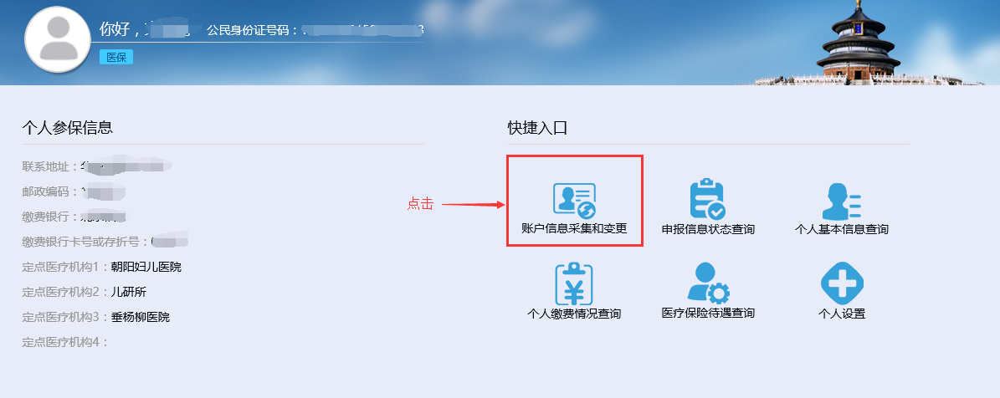 你好，
公民身份证号码：
医保
个人参保信息
联系地址：
邮政编码：
缴费银行：
缴费银行卡号或存折号：
定点医疗机构1：朝阳妇儿医院
定点医疗机构2：儿研所
定点医疗机构3：垂杨柳医院
定点医疗机构4：
快捷入口
点击
账户信息采集和变更
申报信息状态查询
个人基本信息查询
个人缴费情况查询
医疗保险待遇查询
个人设置